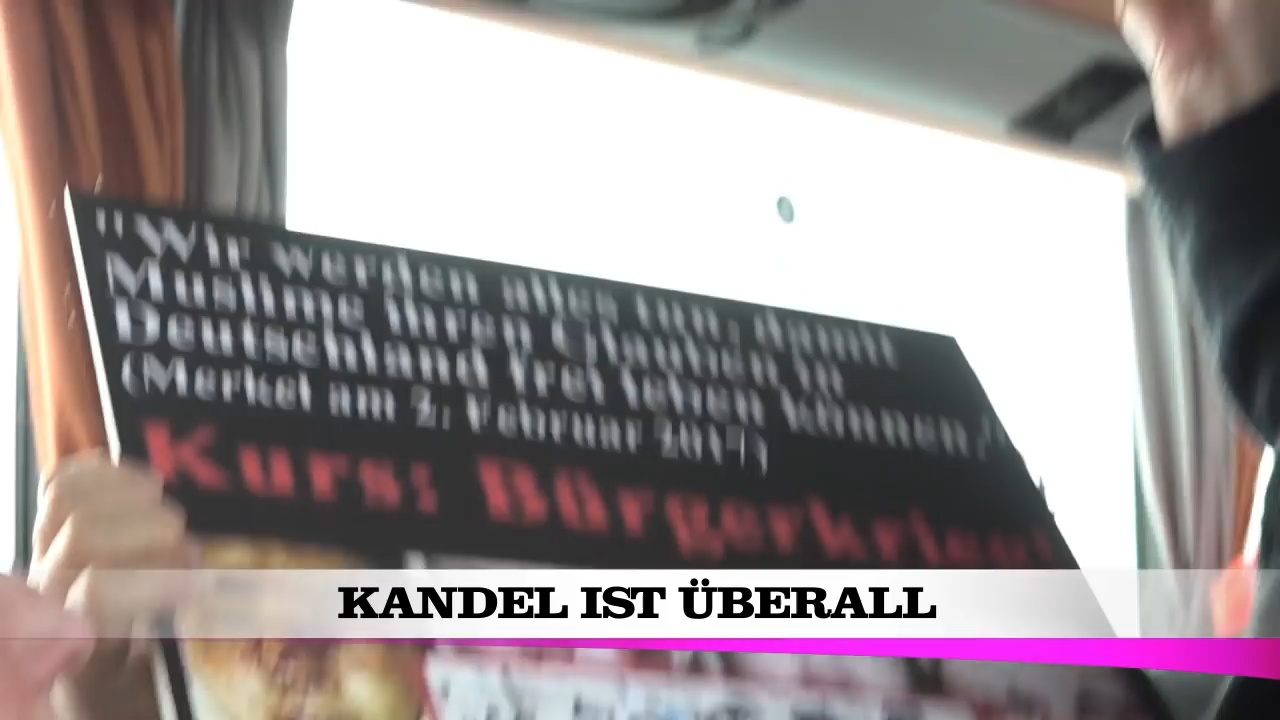 "Wir werden alles tun, damit
Muslime ihren Glauben in
Deutschland frei leben können."
(Merkel am 2. Februar 2017)
Kurs: Bürgerkrieg!
KANDEL IST ÜBERALL